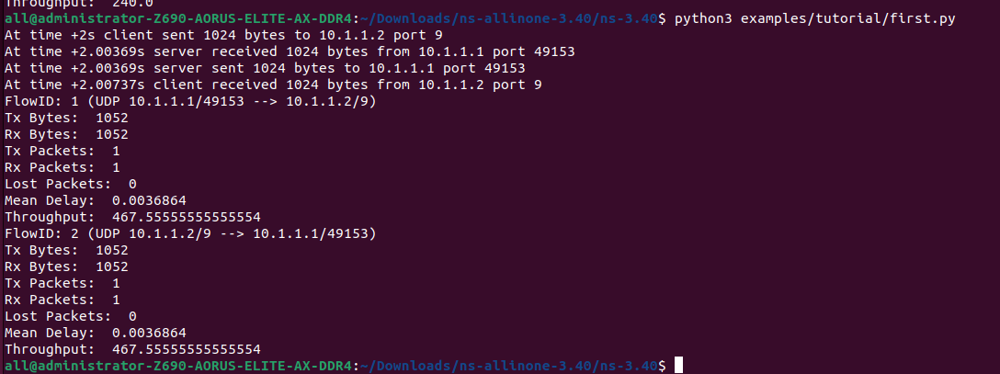 Throughput:  240.0
all@administrator-Z690-AORUS-ELITE-AX-DDR4:~/Downloads/ns-allinone-3.40/ns-3.40$ python3 examples/tutorial/first.py
At time +2s client sent 1024 bytes to 10.1.1.2 port 9
At time +2.00369s server received 1024 bytes from 10.1.1.1 port 49153
At time +2.00369s server sent 1024 bytes to 10.1.1.1 port 49153
At time +2.00737s client received 1024 bytes from 10.1.1.2 port 9
FlowID: 1 (UDP 10.1.1.1/49153 --> 10.1.1.2/9)
Tx Bytes:  1052
Rx Bytes:  1052
Tx Packets:  1
Rx Packets:  1
Lost Packets:  0
Mean Delay:  0.0036864
Throughput:  467.55555555555554
FlowID: 2 (UDP 10.1.1.2/9 --> 10.1.1.1/49153)
Tx Bytes:  1052
Rx Bytes:  1052
Tx Packets:  1
Rx Packets:  1
Lost Packets:  0
Mean Delay:  0.0036864
Throughput:  467.55555555555554
all@administrator-Z690-AORUS-ELITE-AX-DDR4:~/Downloads/ns-allinone-3.40/ns-3.40$